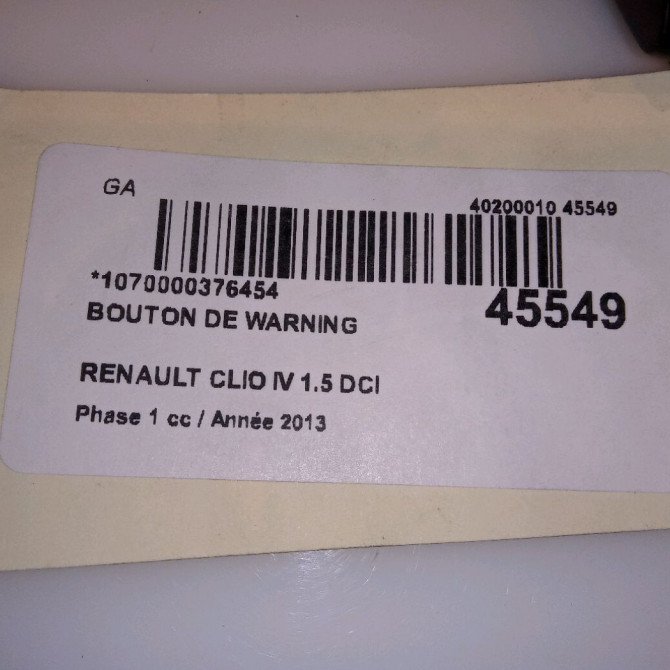 GA
40200010 45549
*1070000376454
45549
BOUTON DE WARNING
RENAULT CLIO IV 1.5 DCI
Phase 1 cc / Année 2013